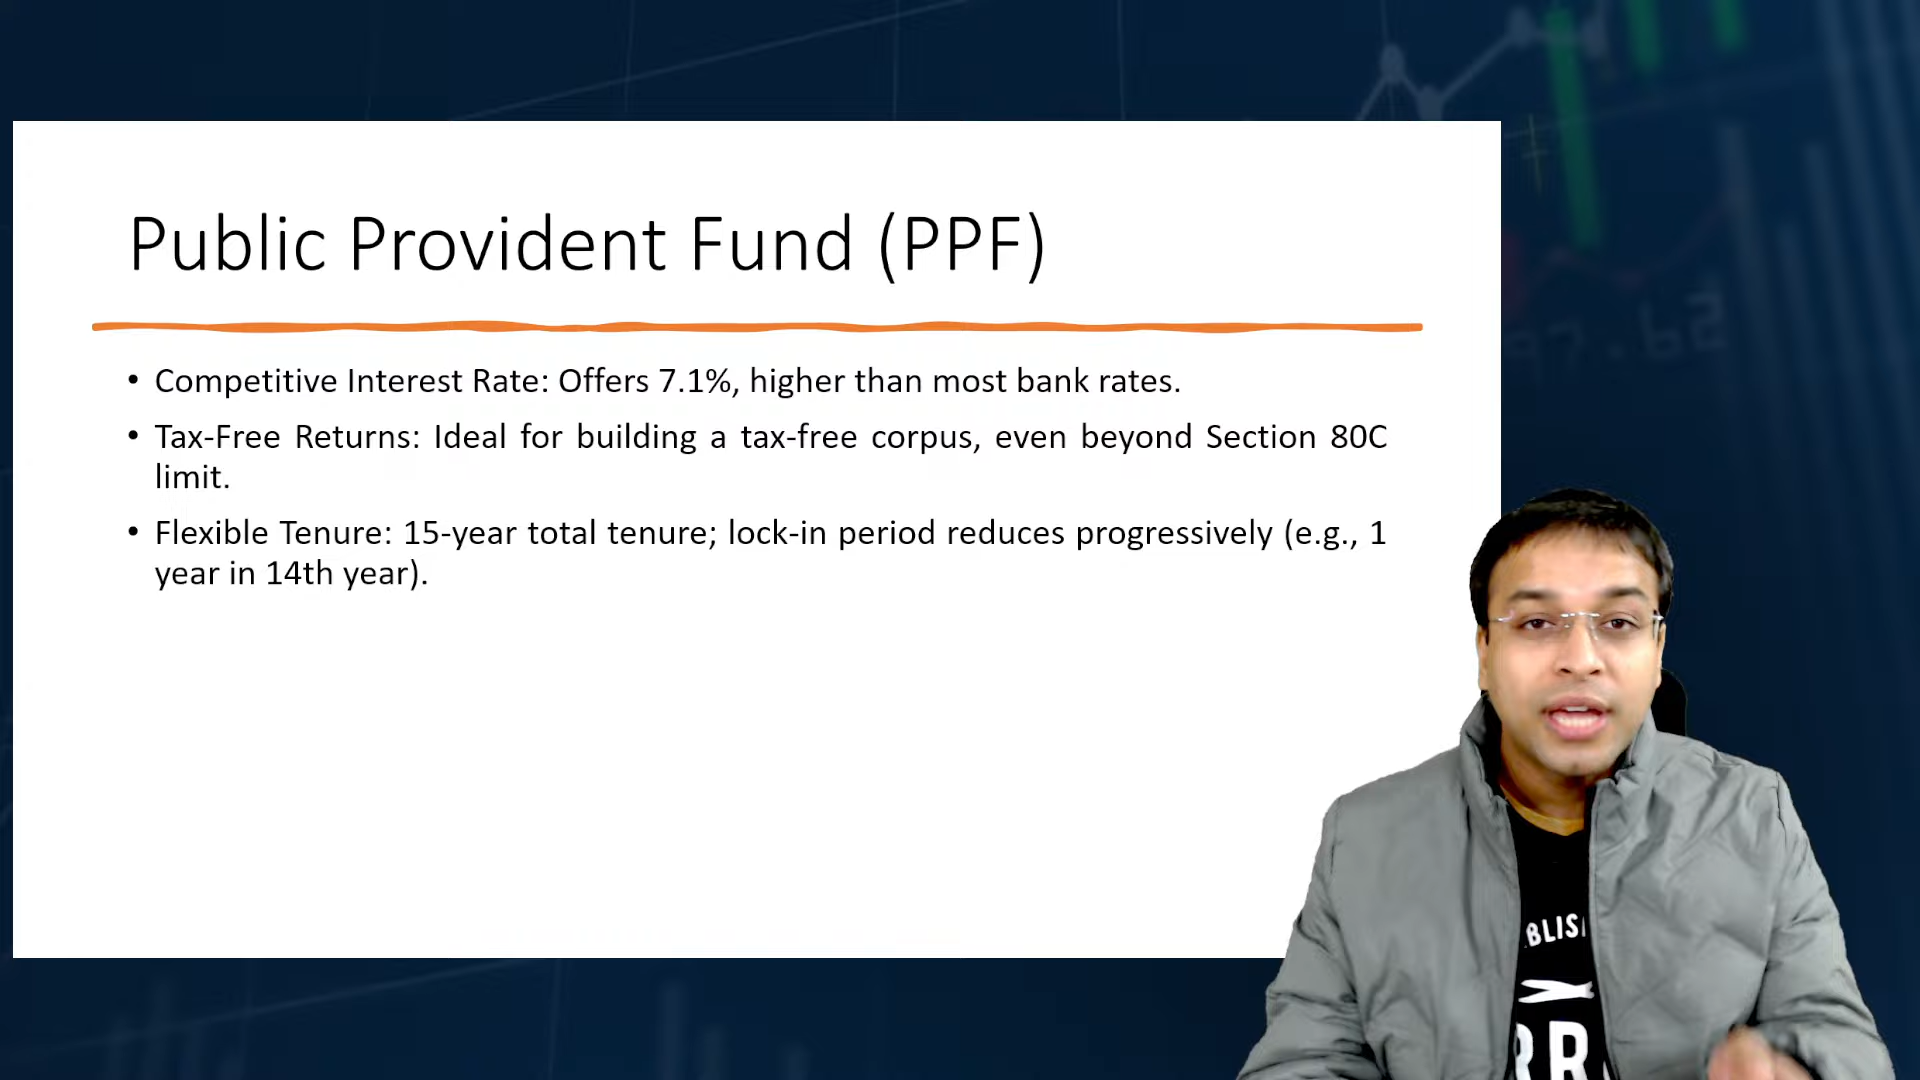 Public Provident Fund (PPF)
• Competitive Interest Rate: Offers 7.1%, higher than most bank rates.
• Tax-Free Returns: Ideal for building a tax-free corpus, even beyond Section 80C
limit.
• Flexible Tenure: 15-year total tenure; lock-in period reduces progressively (e.g., 1
year in 14th year).
97.62